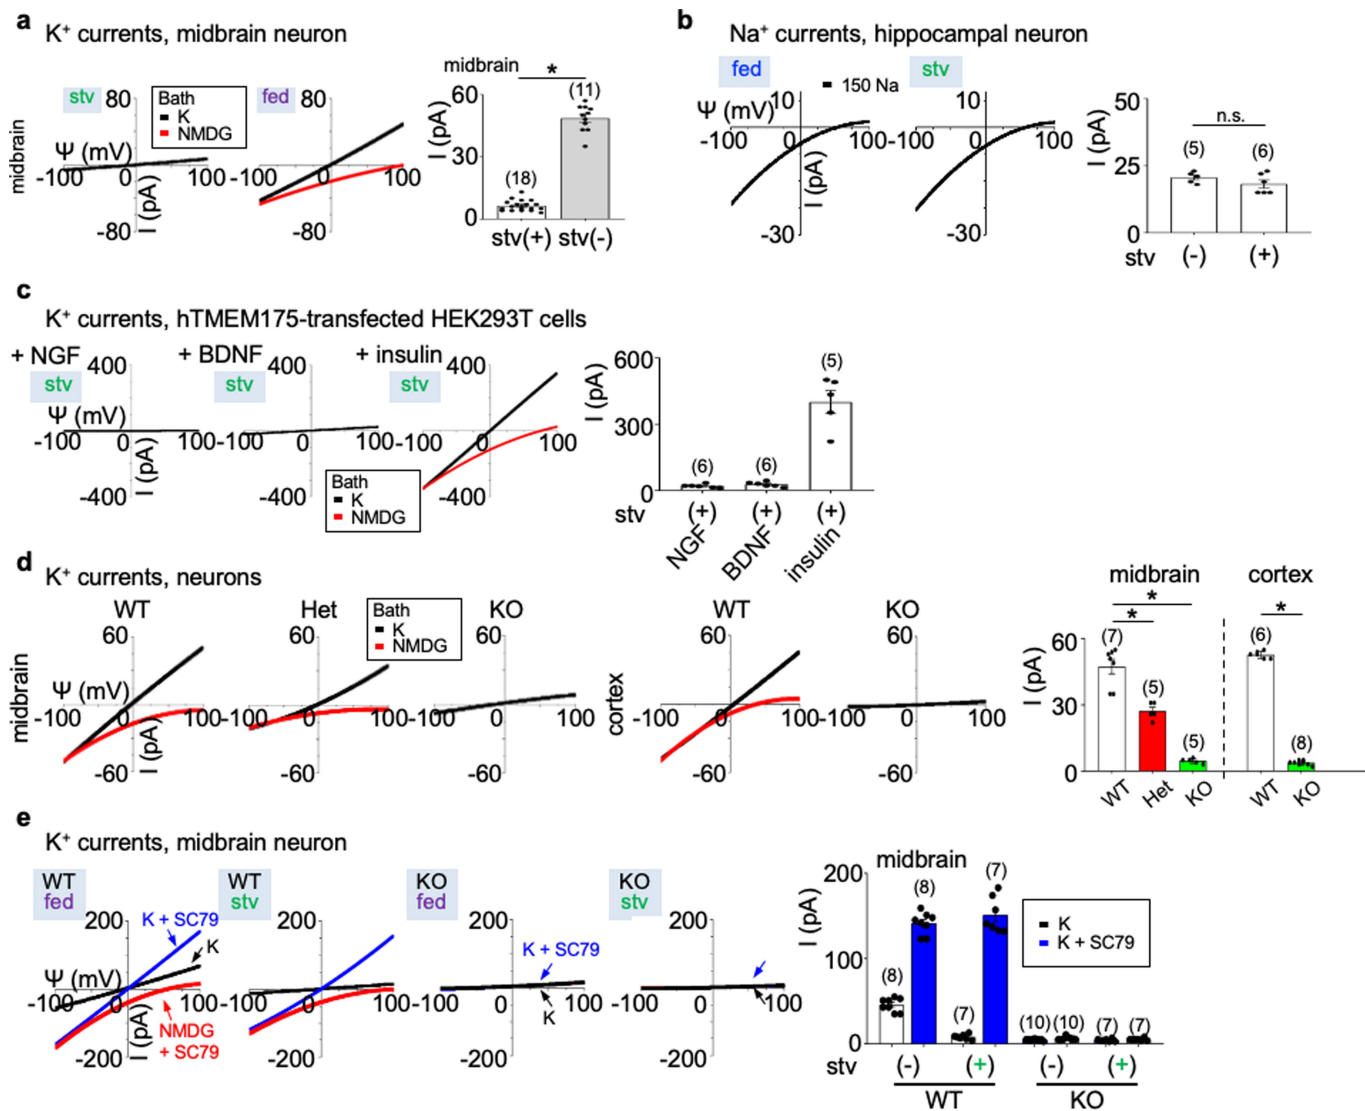 a K⁺ currents, midbrain neuron
midbrain
stv
80
Ψ (mV)
-100 0 100
I (pA)
-80
Bath
K
NMDG
fed
80
-100 0 100
-80
midbrain
*
I (pA)
60
30
0
(18)
(11)
stv(+) stv(-)
b Na⁺ currents, hippocampal neuron
fed
150 Na
Ψ (mV)
10
-100 0 100
I (pA)
-30
stv
10
-100 0 100
-30
I (pA)
50
25
0
n.s.
(5) (6)
stv (-) (+)
c K⁺ currents, hTMEM175-transfected HEK293T cells
+ NGF
stv
400
Ψ (mV)
-100 0 100
I (pA)
-400
+ BDNF
stv
-100 0 100
+ insulin
stv
400
-100 0 100
-400
Bath
K
NMDG
I (pA)
600
300
0
(6) (6) (5)
stv (+) (+) (+)
NGF BDNF insulin
d K⁺ currents, neurons
midbrain
WT
60
Ψ (mV)
-100 0 100
I (pA)
-60
Het
60
-100 0 100
-60
Bath
K
NMDG
KO
60
-100 0 100
-60
cortex
WT
60
-100 0 100
-60
KO
60
-100 0 100
-60
midbrain cortex
*
*
*
I (pA)
60
30
0
(7) (5) (5) (6) (8)
WT Het KO WT KO
e K⁺ currents, midbrain neuron
WT
fed
200
K + SC79
K
Ψ (mV)
-100 0 100
I (pA)
NMDG
+ SC79
-200
WT
stv
200
-100 0 100
-200
KO
fed
200
K + SC79
-100 0 100
K
-200
KO
stv
200
-100 0 100
-200
midbrain
I (pA)
200
100
0
(8) (8) (7) (7) (10) (10) (7) (7)
K
K + SC79
stv (-) (+) (-) (+)
WT KO